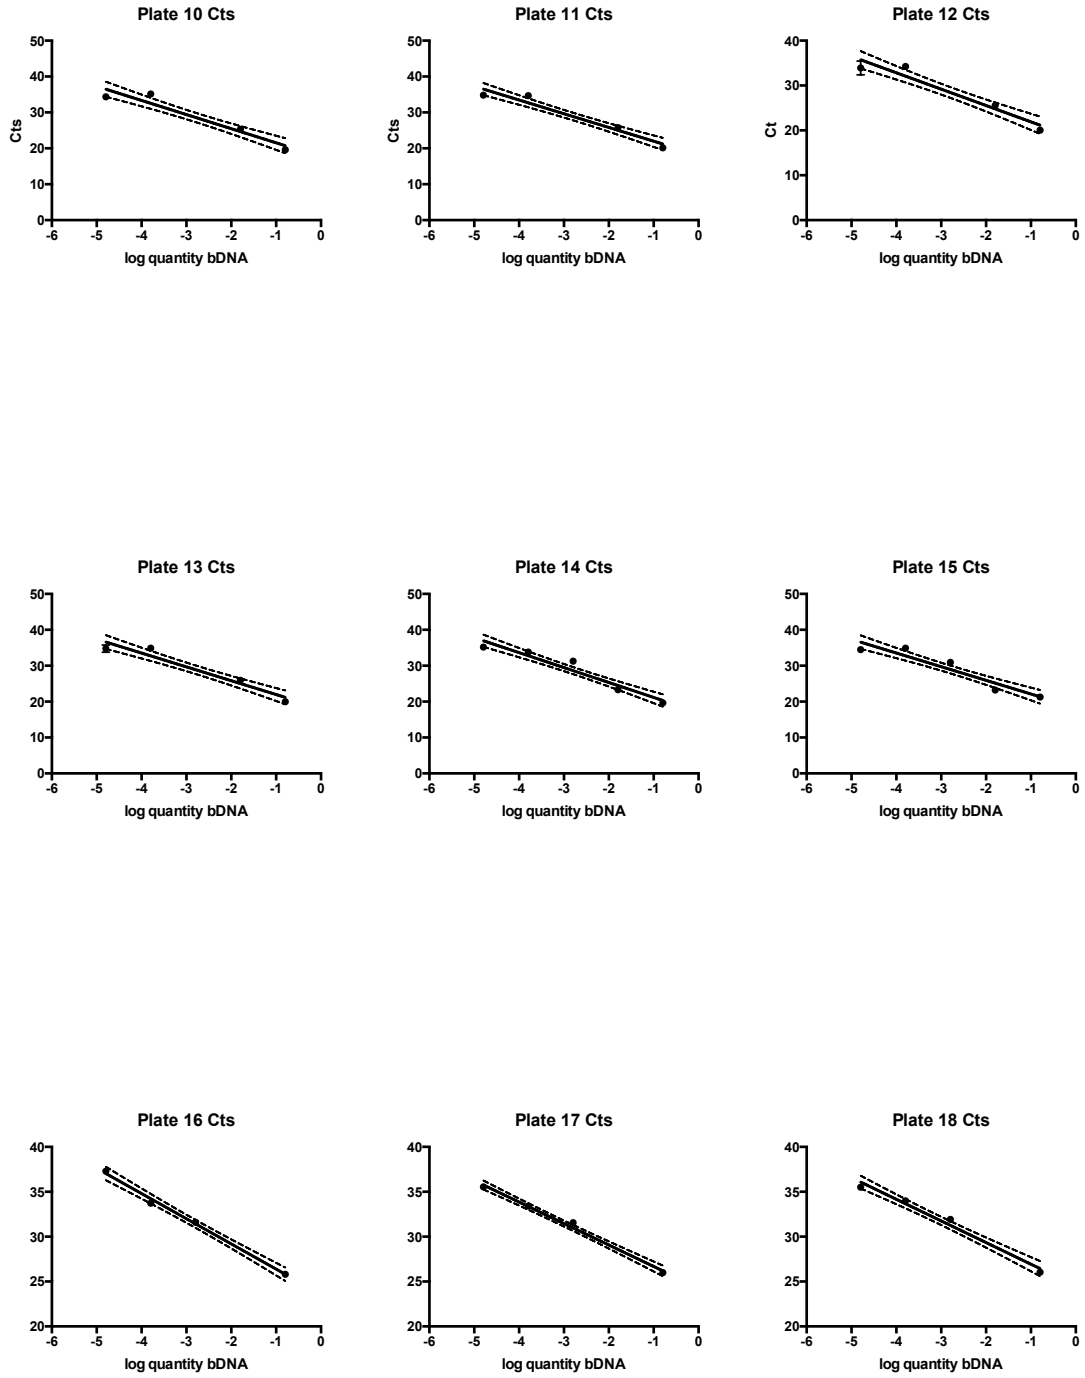 Plate 10 Cts
Plate 11 Cts
Plate 12 Cts
50
40
30
20
10
0
Cts
-6 -5 -4 -3 -2 -1 0
log quantity bDNA
50
40
30
20
10
0
Cts
-6 -5 -4 -3 -2 -1 0
log quantity bDNA
40
30
20
10
0
Ct
-6 -5 -4 -3 -2 -1 0
log quantity bDNA
Plate 13 Cts
Plate 14 Cts
Plate 15 Cts
50
40
30
20
10
0
-6 -5 -4 -3 -2 -1 0
log quantity bDNA
50
40
30
20
10
0
-6 -5 -4 -3 -2 -1 0
log quantity bDNA
50
40
30
20
10
0
-6 -5 -4 -3 -2 -1 0
log quantity bDNA
Plate 16 Cts
Plate 17 Cts
Plate 18 Cts
40
35
30
25
20
-6 -5 -4 -3 -2 -1 0
log quantity bDNA
40
35
30
25
20
-6 -5 -4 -3 -2 -1 0
log quantity bDNA
40
35
30
25
20
-6 -5 -4 -3 -2 -1 0
log quantity bDNA